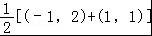 1/2[(-1, 2)+(1, 1)]